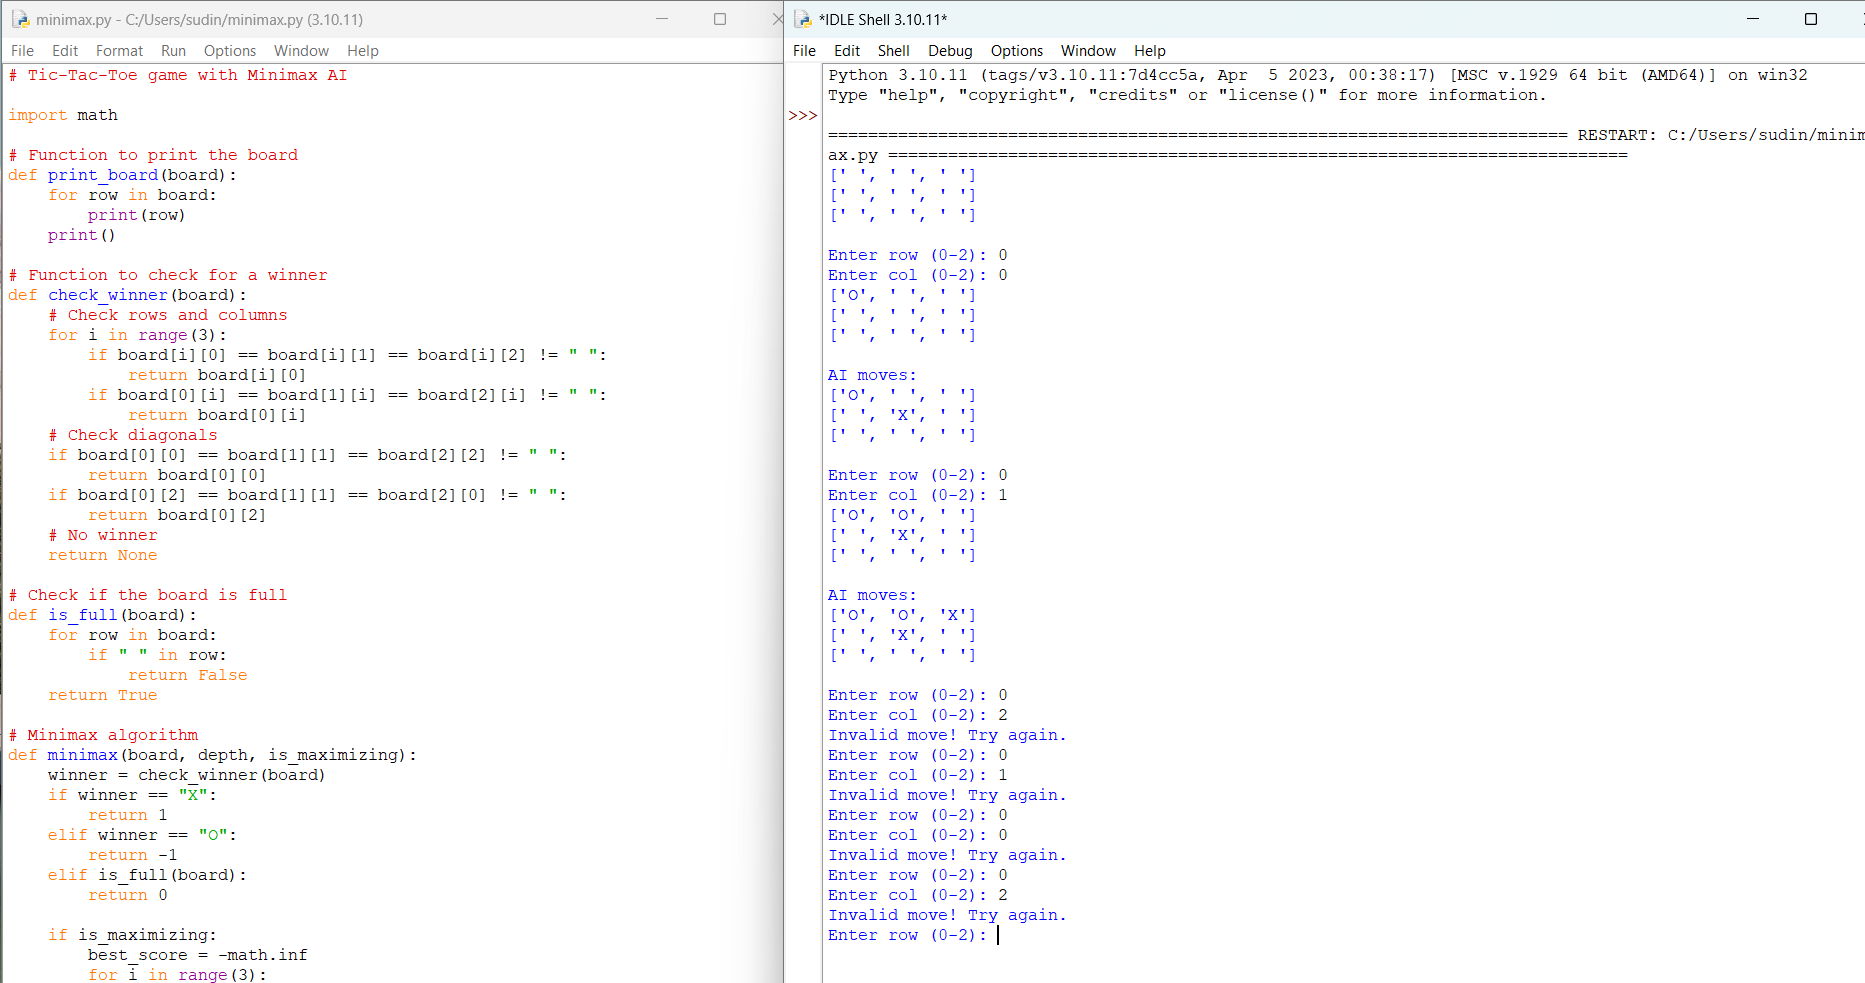 minimax.py - C:/Users/sudin/minimax.py (3.10.11)
File Edit Format Run Options Window Help
# Tic-Tac-Toe game with Minimax AI

import math

# Function to print the board
def print_board(board):
    for row in board:
        print(row)
    print()

# Function to check for a winner
def check_winner(board):
    # Check rows and columns
    for i in range(3):
        if board[i][0] == board[i][1] == board[i][2] != " ":
            return board[i][0]
        if board[0][i] == board[1][i] == board[2][i] != " ":
            return board[0][i]
    # Check diagonals
    if board[0][0] == board[1][1] == board[2][2] != " ":
        return board[0][0]
    if board[0][2] == board[1][1] == board[2][0] != " ":
        return board[0][2]
    # No winner
    return None

# Check if the board is full
def is_full(board):
    for row in board:
        if " " in row:
            return False
    return True

# Minimax algorithm
def minimax(board, depth, is_maximizing):
    winner = check_winner(board)
    if winner == "X":
        return 1
    elif winner == "O":
        return -1
    elif is_full(board):
        return 0

    if is_maximizing:
        best_score = -math.inf
        for i in range(3):
*IDLE Shell 3.10.11*
File Edit Shell Debug Options Window Help
Python 3.10.11 (tags/v3.10.11:7d4cc5a, Apr  5 2023, 00:38:17) [MSC v.1929 64 bit (AMD64)] on win32
Type "help", "copyright", "credits" or "license()" for more information.
>>>
========================================================================== RESTART: C:/Users/sudin/minim
ax.py ==========================================================================
[' ', ' ', ' ']
[' ', ' ', ' ']
[' ', ' ', ' ']

Enter row (0-2): 0
Enter col (0-2): 0
['O', ' ', ' ']
[' ', ' ', ' ']
[' ', ' ', ' ']

AI moves:
['O', ' ', ' ']
[' ', 'X', ' ']
[' ', ' ', ' ']

Enter row (0-2): 0
Enter col (0-2): 1
['O', 'O', ' ']
[' ', 'X', ' ']
[' ', ' ', ' ']

AI moves:
['O', 'O', 'X']
[' ', 'X', ' ']
[' ', ' ', ' ']

Enter row (0-2): 0
Enter col (0-2): 2
Invalid move! Try again.
Enter row (0-2): 0
Enter col (0-2): 1
Invalid move! Try again.
Enter row (0-2): 0
Enter col (0-2): 0
Invalid move! Try again.
Enter row (0-2): 0
Enter col (0-2): 2
Invalid move! Try again.
Enter row (0-2):